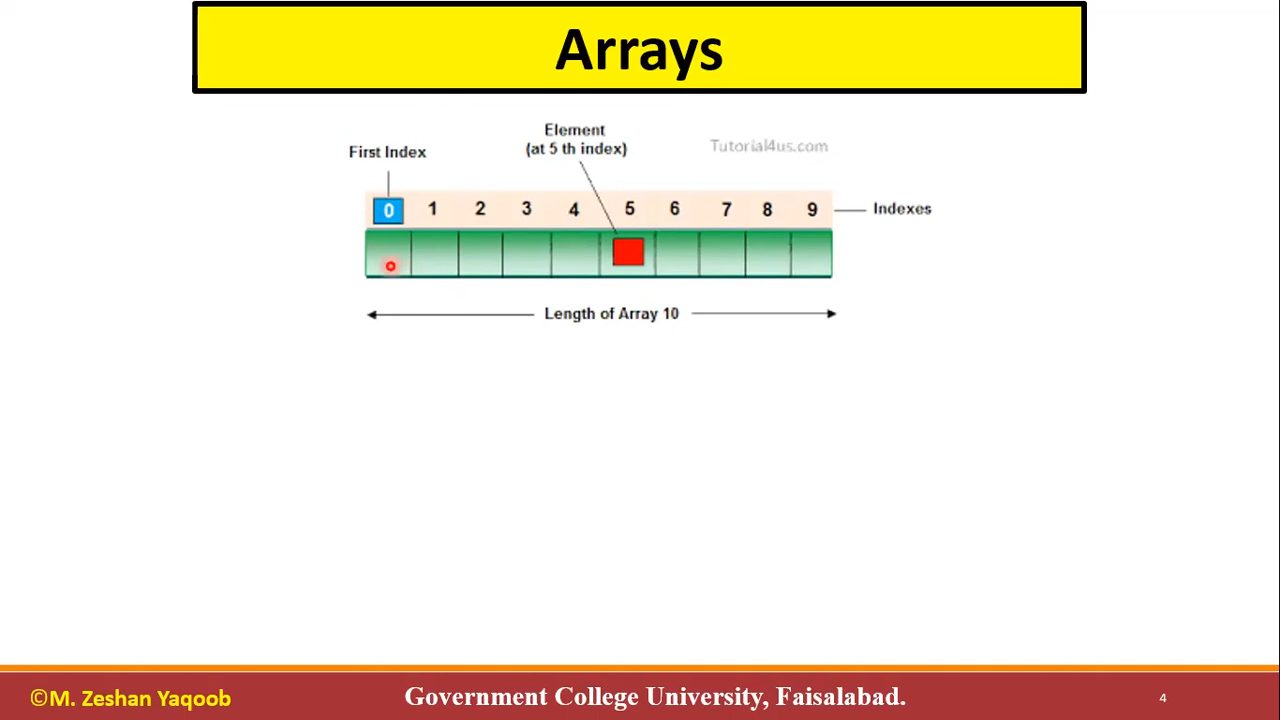 Arrays
Element
(at 5 th index)
Tutorial4us.com
First Index
0 1 2 3 4 5 6 7 8 9
Indexes
Length of Array 10
©M. Zeshan Yaqoob
Government College University, Faisalabad.
4